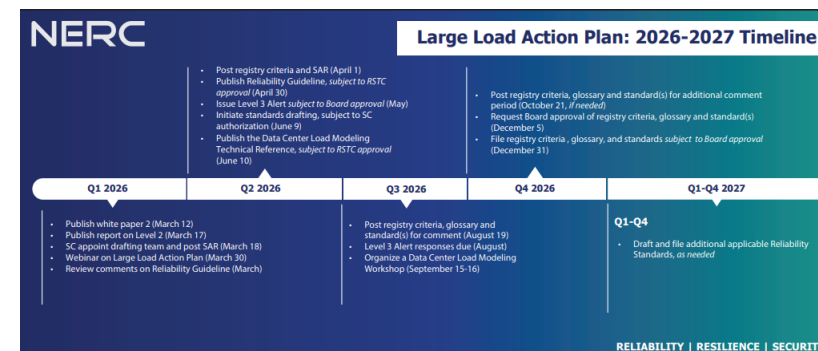 NERC
Large Load Action Plan: 2026-2027 Timeline
• Post registry criteria and SAR (April 1)
• Publish Reliability Guideline, subject to RSTC
approval (April 30)
• Issue Level 3 Alert subject to Board approval (May)
• Initiate standards drafting, subject to SC
authorization (June 9)
• Publish the Data Center Load Modeling
Technical Reference, subject to RSTC approval
(June 10)
• Post registry criteria, glossary and standard(s) for additional comment
period (October 21, if needed)
• Request Board approval of registry criteria, glossary and standard(s)
(December 5)
• File registry criteria , glossary, and standards subject to Board approval
(December 31)
Q1 2026
Q2 2026
Q3 2026
Q4 2026
Q1-Q4 2027
• Publish white paper 2 (March 12)
• Publish report on Level 2 (March 17)
• SC appoint drafting team and post SAR (March 18)
• Webinar on Large Load Action Plan (March 30)
• Review comments on Reliability Guideline (March)
• Post registry criteria, glossary and
standard(s) for comment (August 19)
• Level 3 Alert responses due (August)
• Organize a Data Center Load Modeling
Workshop (September 15-16)
Q1-Q4
• Draft and file additional applicable Reliability
Standards, as needed
RELIABILITY | RESILIENCE | SECURIT